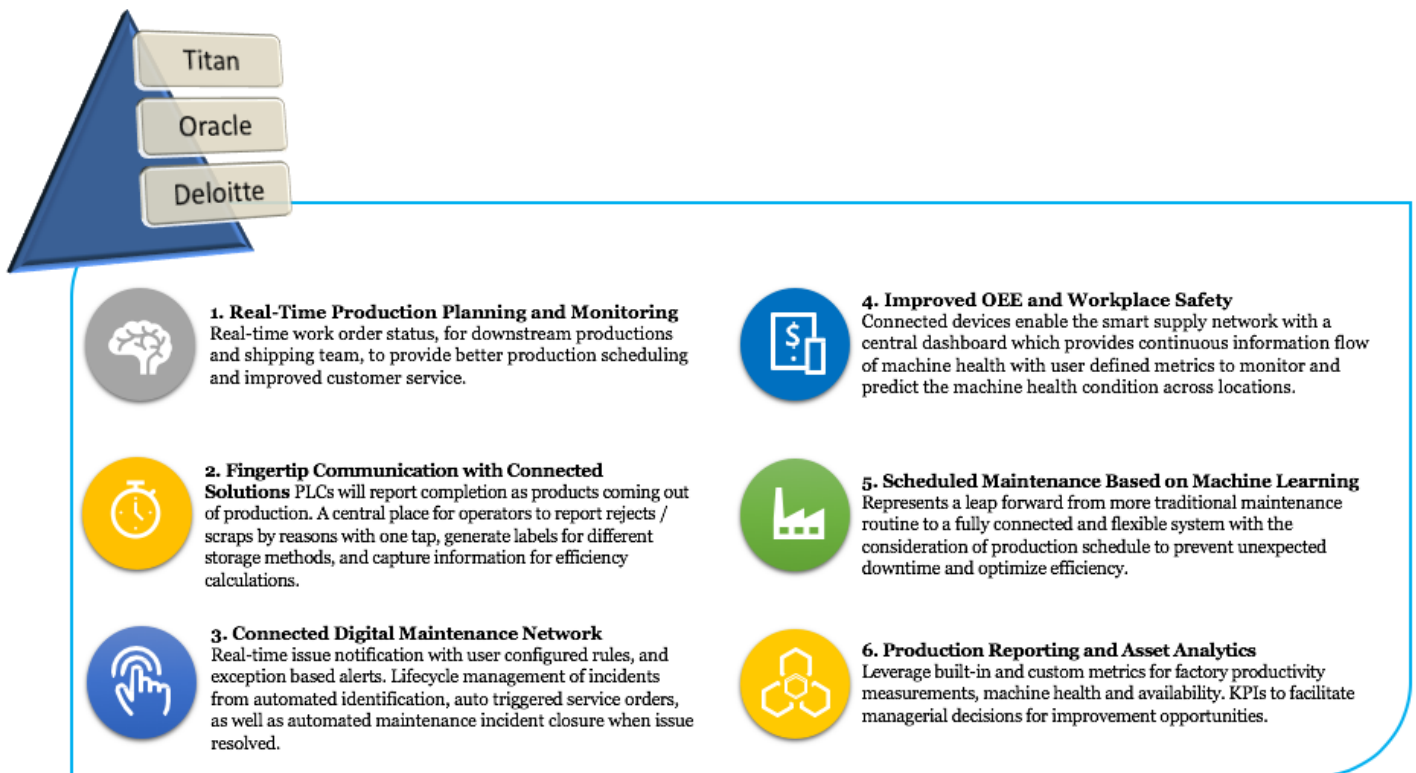 Titan
Oracle
Deloitte
1. Real-Time Production Planning and Monitoring
Real-time work order status, for downstream productions
and shipping team, to provide better production scheduling
and improved customer service.
2. Fingertip Communication with Connected
Solutions PLCs will report completion as products coming out
of production. A central place for operators to report rejects /
scraps by reasons with one tap, generate labels for different
storage methods, and capture information for efficiency
calculations.
3. Connected Digital Maintenance Network
Real-time issue notification with user configured rules, and
exception based alerts. Lifecycle management of incidents
from automated identification, auto triggered service orders,
as well as automated maintenance incident closure when issue
resolved.
4. Improved OEE and Workplace Safety
Connected devices enable the smart supply network with a
central dashboard which provides continuous information flow
of machine health with user defined metrics to monitor and
predict the machine health condition across locations.
5. Scheduled Maintenance Based on Machine Learning
Represents a leap forward from more traditional maintenance
routine to a fully connected and flexible system with the
consideration of production schedule to prevent unexpected
downtime and optimize efficiency.
6. Production Reporting and Asset Analytics
Leverage built-in and custom metrics for factory productivity
measurements, machine health and availability. KPIs to facilitate
managerial decisions for improvement opportunities.